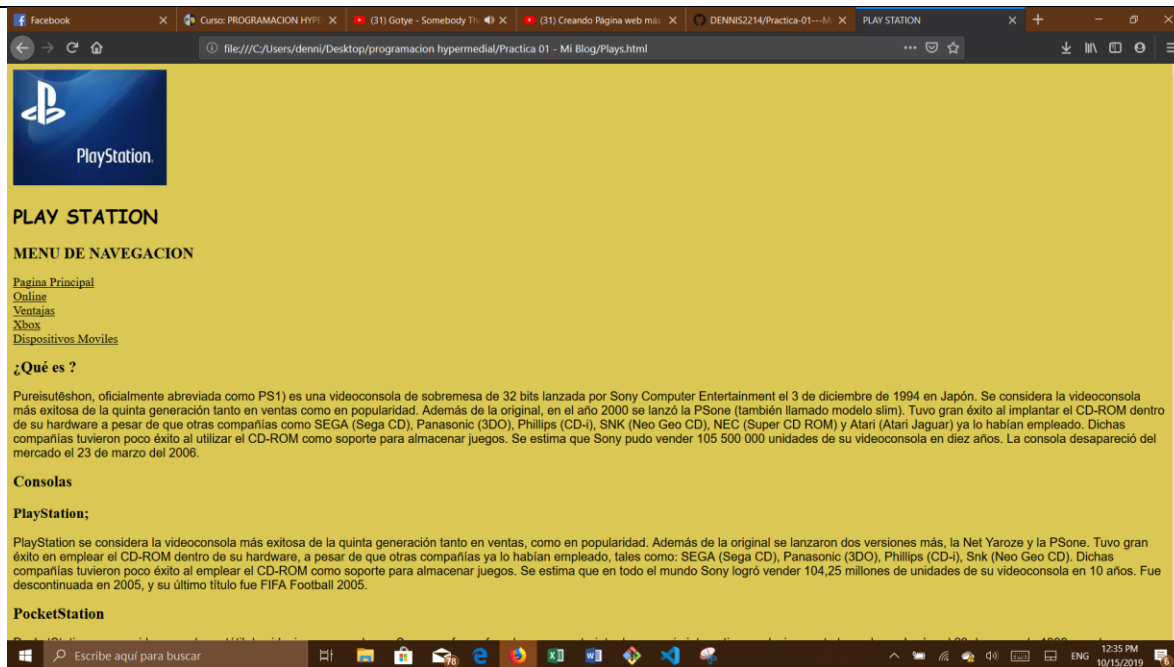 Facebook
Curso: PROGRAMACION HYPE
(31) Gotye - Somebody Tha
(31) Creando Página web más
DENNIS2214/Practica-01---Mi
PLAY STATION
file:///C:/Users/denni/Desktop/programacion hypermedial/Practica 01 - Mi Blog/Plays.html
PlayStation.
PLAY STATION
MENU DE NAVEGACION
Pagina Principal
Online
Ventajas
Xbox
Dispositivos Moviles
¿Qué es ?
Pureisutēshon, oficialmente abreviada como PS1) es una videoconsola de sobremesa de 32 bits lanzada por Sony Computer Entertainment el 3 de diciembre de 1994 en Japón. Se considera la videoconsola
más exitosa de la quinta generación tanto en ventas como en popularidad. Además de la original, en el año 2000 se lanzó la PSone (también llamado modelo slim). Tuvo gran éxito al implantar el CD-ROM dentro
de su hardware a pesar de que otras compañías como SEGA (Sega CD), Panasonic (3DO), Phillips (CD-i), SNK (Neo Geo CD), NEC (Super CD ROM) y Atari (Atari Jaguar) ya lo habían empleado. Dichas
compañías tuvieron poco éxito al utilizar el CD-ROM como soporte para almacenar juegos. Se estima que Sony pudo vender 105 500 000 unidades de su videoconsola en diez años. La consola desapareció del
mercado el 23 de marzo del 2006.
Consolas
PlayStation;
PlayStation se considera la videoconsola más exitosa de la quinta generación tanto en ventas, como en popularidad. Además de la original se lanzaron dos versiones más, la Net Yaroze y la PSone. Tuvo gran
éxito en emplear el CD-ROM dentro de su hardware, a pesar de que otras compañías ya lo habían empleado, tales como: SEGA (Sega CD), Panasonic (3DO), Phillips (CD-i), Snk (Neo Geo CD). Dichas
compañías tuvieron poco éxito al emplear el CD-ROM como soporte para almacenar juegos. Se estima que en todo el mundo Sony logró vender 104,25 millones de unidades de su videoconsola en 10 años. Fue
descontinuada en 2005, y su último título fue FIFA Football 2005.
PocketStation
Escribe aquí para buscar
78
ENG
12:35 PM
10/15/2019
6